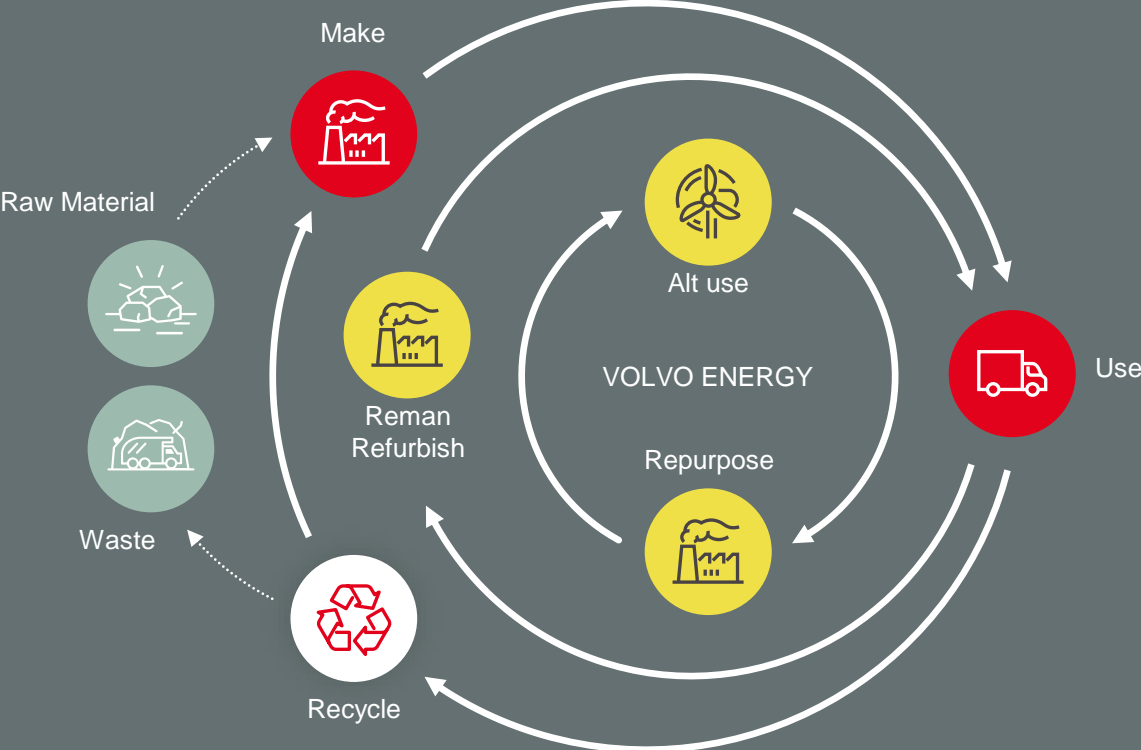 Make
Raw Material
Alt use
Use
VOLVO ENERGY
Reman
Refurbish
Repurpose
Waste
Recycle